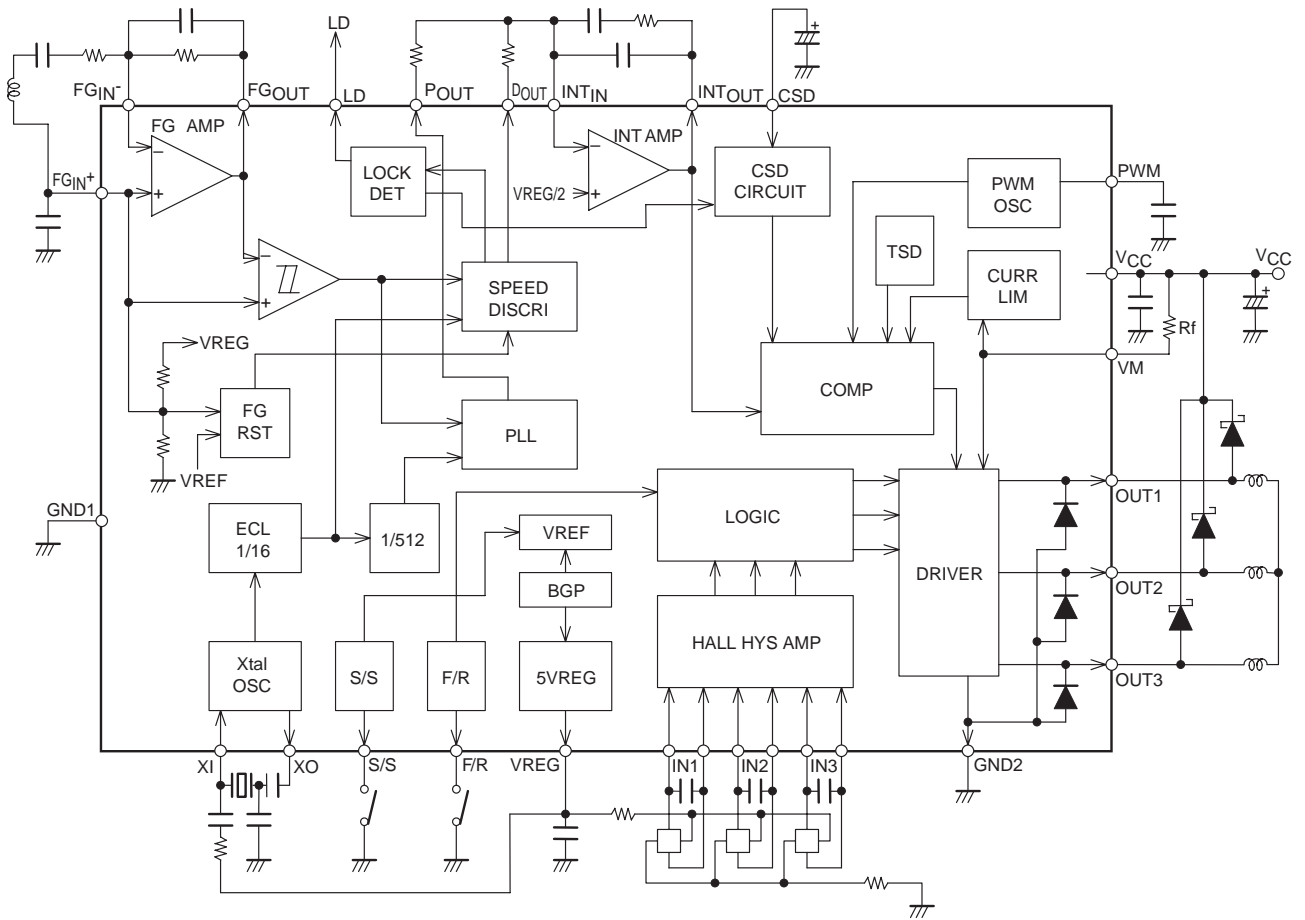 LD
FGIN-
FGOUT
LD
POUT
DOUT
INTIN
INTOUT
CSD
FG AMP
INT AMP
LOCK
DET
CSD
CIRCUIT
PWM
OSC
PWM
FGIN+
VREG/2
TSD
CURR
LIM
VCC
VCC
SPEED
DISCRI
Rf
VREG
VM
COMP
FG
RST
PLL
VREF
GND1
ECL
1/16
1/512
VREF
LOGIC
OUT1
BGP
DRIVER
OUT2
Xtal
OSC
S/S
F/R
5VREG
HALL HYS AMP
OUT3
XI
XO
S/S
F/R
VREG
IN1
IN2
IN3
GND2